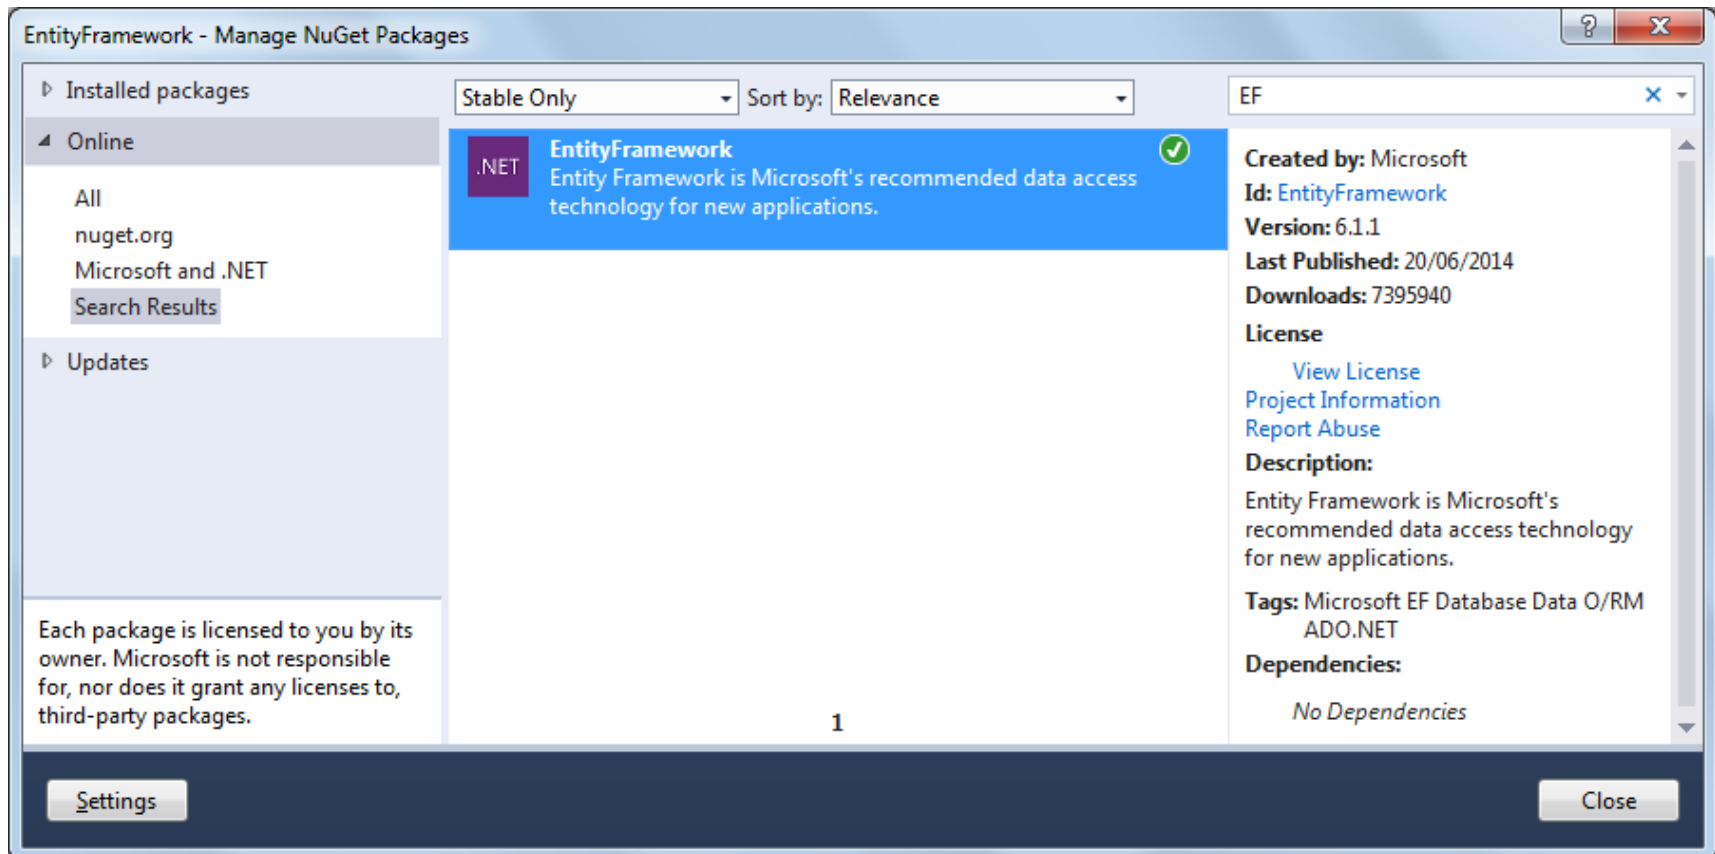 EntityFramework - Manage NuGet Packages
?
Installed packages
Online
All
nuget.org
Microsoft and .NET
Search Results
Updates
Each package is licensed to you by its
owner. Microsoft is not responsible
for, nor does it grant any licenses to,
third-party packages.
Stable Only
Sort by: Relevance
.NET
EntityFramework
Entity Framework is Microsoft's recommended data access
technology for new applications.
1
EF
Created by: Microsoft
Id: EntityFramework
Version: 6.1.1
Last Published: 20/06/2014
Downloads: 7395940
License
View License
Project Information
Report Abuse
Description:
Entity Framework is Microsoft's
recommended data access technology
for new applications.
Tags: Microsoft EF Database Data O/RM
ADO.NET
Dependencies:
No Dependencies
Settings
Close